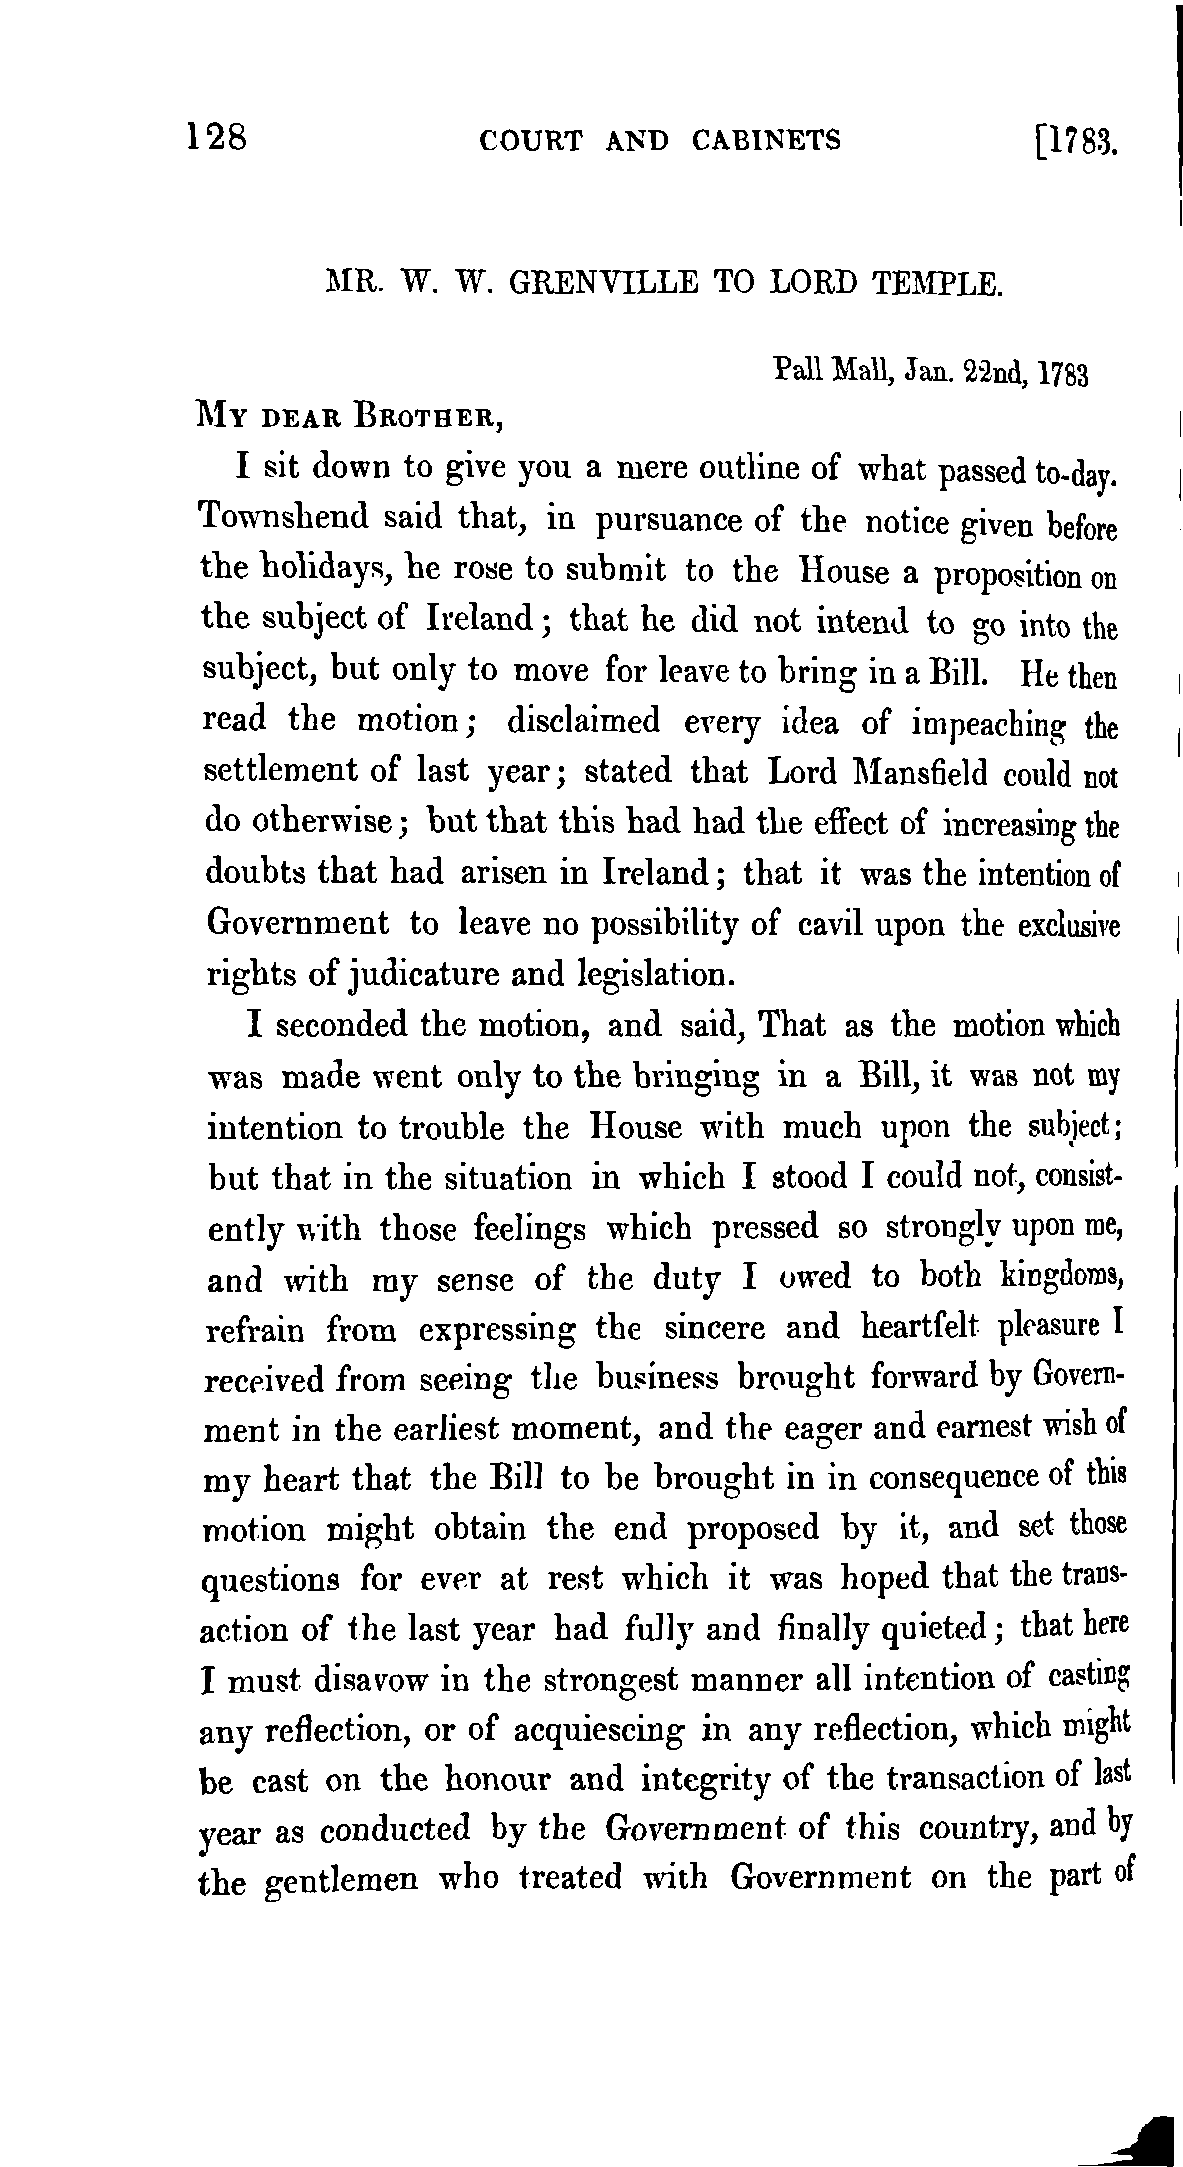 128 COURT AND CABINETS [1783.
MR. W. W. GRENVILLE TO LORD TEMPLE.
Pall Mall, Jan. 22nd, 1783
MY DEAR BROTHER,
I sit down to give you a mere outline of what passed to-day.
Townshend said that, in pursuance of the notice given before
the holidays, he rose to submit to the House a proposition on
the subject of Ireland; that he did not intend to go into the
subject, but only to move for leave to bring in a Bill. He then
read the motion; disclaimed every idea of impeaching the
settlement of last year; stated that Lord Mansfield could not
do otherwise; but that this had had the effect of increasing the
doubts that had arisen in Ireland; that it was the intention of
Government to leave no possibility of cavil upon the exclusive
rights of judicature and legislation.
I seconded the motion, and said, That as the motion which
was made went only to the bringing in a Bill, it was not my
intention to trouble the House with much upon the subject;
but that in the situation in which I stood I could not, consist-
ently with those feelings which pressed so strongly upon me,
and with my sense of the duty I owed to both kingdoms,
refrain from expressing the sincere and heartfelt pleasure I
received from seeing the business brought forward by Govern-
ment in the earliest moment, and the eager and earnest wish of
my heart that the Bill to be brought in in consequence of this
motion might obtain the end proposed by it, and set those
questions for ever at rest which it was hoped that the trans-
action of the last year had fully and finally quieted; that here
I must disavow in the strongest manner all intention of casting
any reflection, or of acquiescing in any reflection, which might
be cast on the honour and integrity of the transaction of last
year as conducted by the Government of this country, and by
the gentlemen who treated with Government on the part of